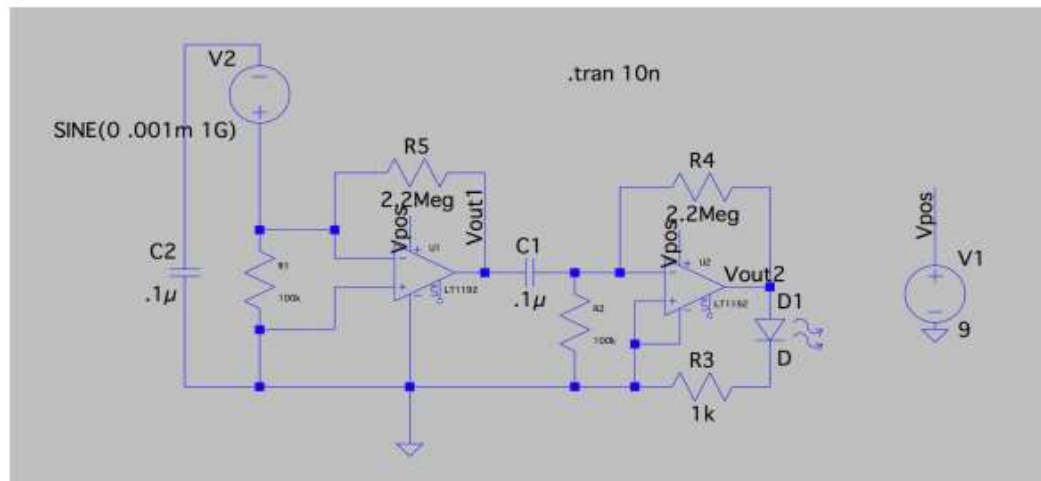 V2
.tran 10n
SINE(0 .001m 1G)
R5
2.2Meg
Vpos
Vout1
U1
LT1192
C2
.1µ
R1
100k
C1
.1µ
R4
2.2Meg
Vpos
U2
LT1192
Vout2
R2
100k
D1
D
R3
1k
Vpos
V1
9